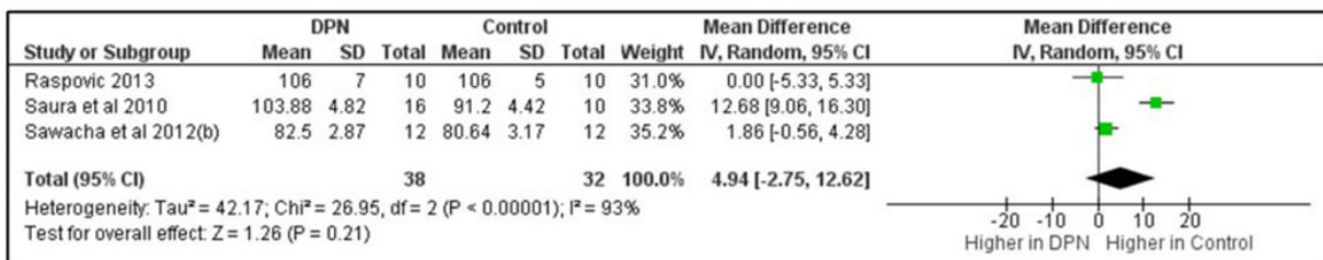 DPN Control Mean Difference Mean Difference
Study or Subgroup Mean SD Total Mean SD Total Weight IV, Random, 95% CI IV, Random, 95% CI
Raspovic 2013 106 7 10 106 5 10 31.0% 0.00 [-5.33, 5.33]
Saura et al 2010 103.88 4.82 16 91.2 4.42 10 33.8% 12.68 [9.06, 16.30]
Sawacha et al 2012(b) 82.5 2.87 12 80.64 3.17 12 35.2% 1.86 [-0.56, 4.28]
Total (95% CI) 38 32 100.0% 4.94 [-2.75, 12.62]
Heterogeneity: Tau² = 42.17; Chi² = 26.95, df = 2 (P < 0.00001); I² = 93%
Test for overall effect: Z = 1.26 (P = 0.21)
-20 -10 0 10 20
Higher in DPN Higher in Control